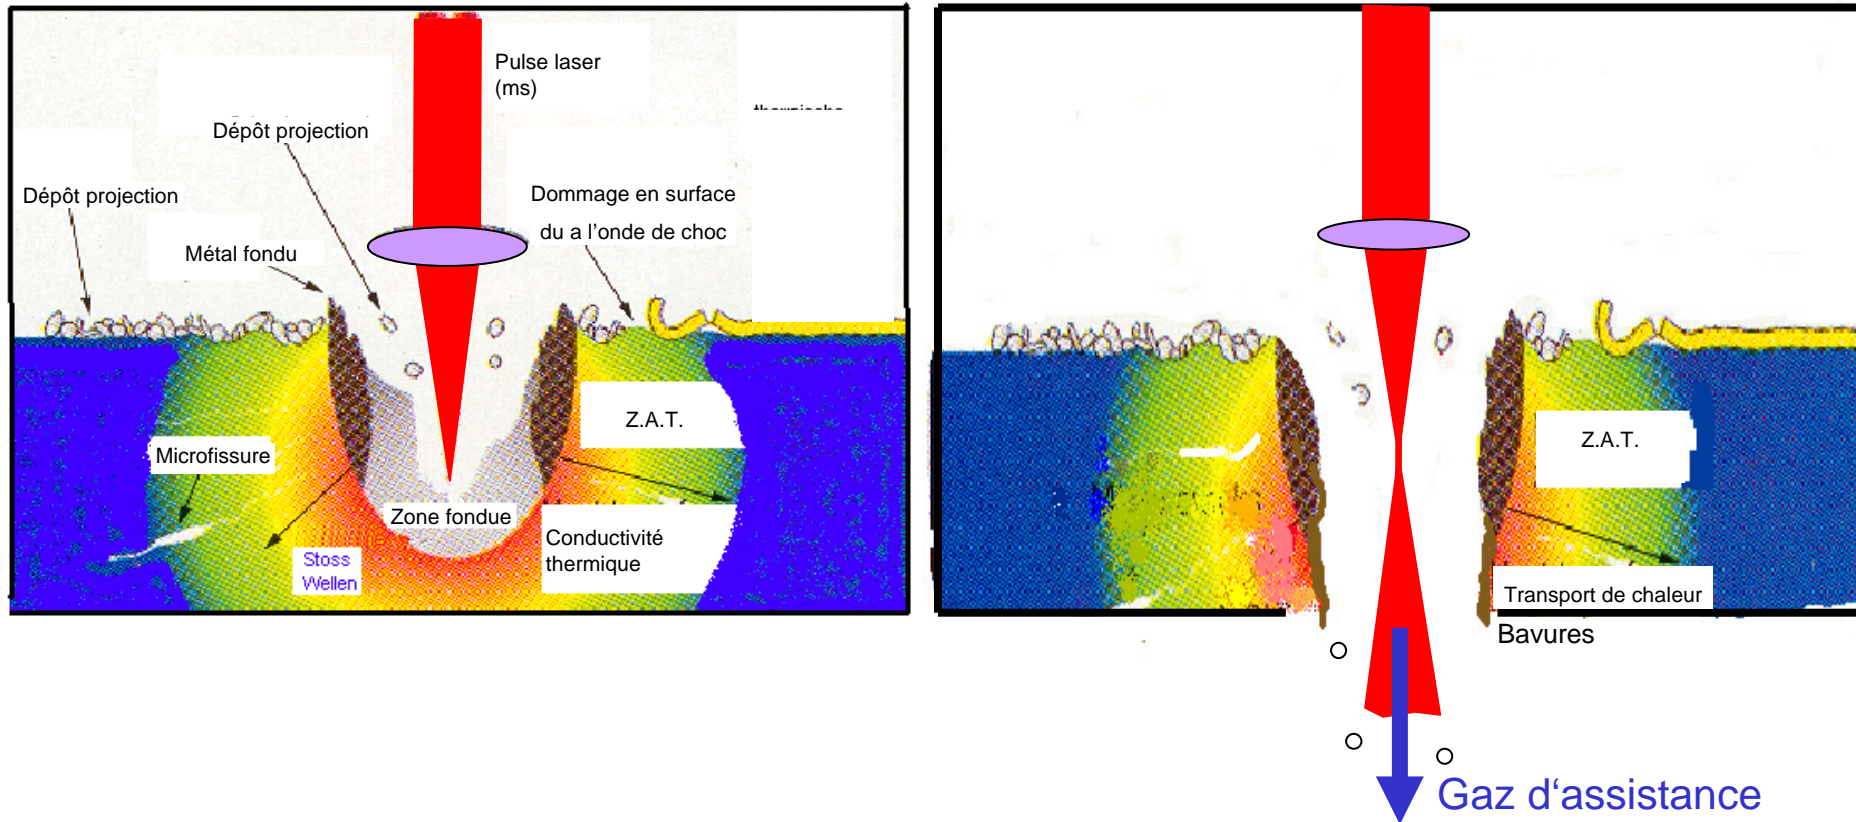 Pulse laser
(ms)
Dépôt projection
Dépôt projection
Dommage en surface
du a l'onde de choc
Métal fondu
Z.A.T.
Microfissure
Zone fondue
Conductivité
thermique
Stoss
Wellen
Z.A.T.
Transport de chaleur
Bavures
Gaz d‘assistance